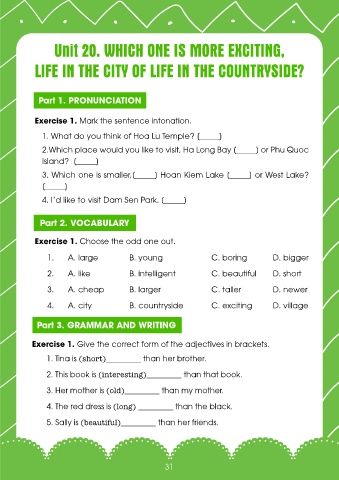 Unit 20. WHICH ONE IS MORE EXCITING,
LIFE IN THE CITY OF LIFE IN THE COUNTRYSIDE?
Part 1. PRONUNCIATION
Exercise 1. Mark the sentence intonation.
1. What do you think of Hoa Lu Temple? (_____)
2.Which place would you like to visit, Ha Long Bay (_____) or Phu Quoc
Island? (_____)
3. Which one is smaller,(_____) Hoan Kiem Lake (_____) or West Lake?
(_____)
4. I'd like to visit Dam Sen Park. (_____)
Part 2. VOCABULARY
Exercise 1. Choose the odd one out.
1. A. large B. young C. boring D. bigger
2. A. like B. intelligent C. beautiful D. short
3. A. cheap B. larger C. taller D. newer
4. A. city B. countryside C. exciting D. village
Part 3. GRAMMAR AND WRITING
Exercise 1. Give the correct form of the adjectives in brackets.
1. Tina is (short)________ than her brother.
2. This book is (interesting)________ than that book.
3. Her mother is (old)________ than my mother.
4. The red dress is (long) ________ than the black.
5. Sally is (beautiful)________ than her friends.
31